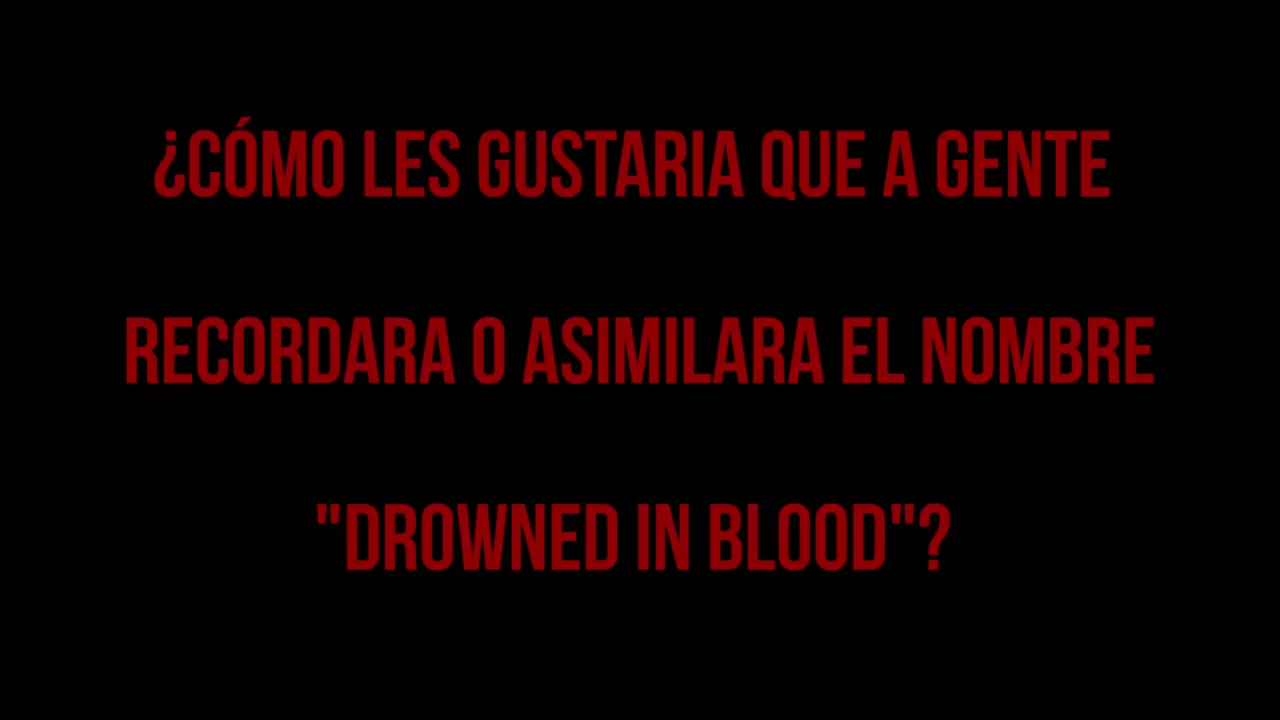 ¿CÓMO LES GUSTARIA QUE A GENTE
RECORDARA O ASIMILARA EL NOMBRE
"DROWNED IN BLOOD"?